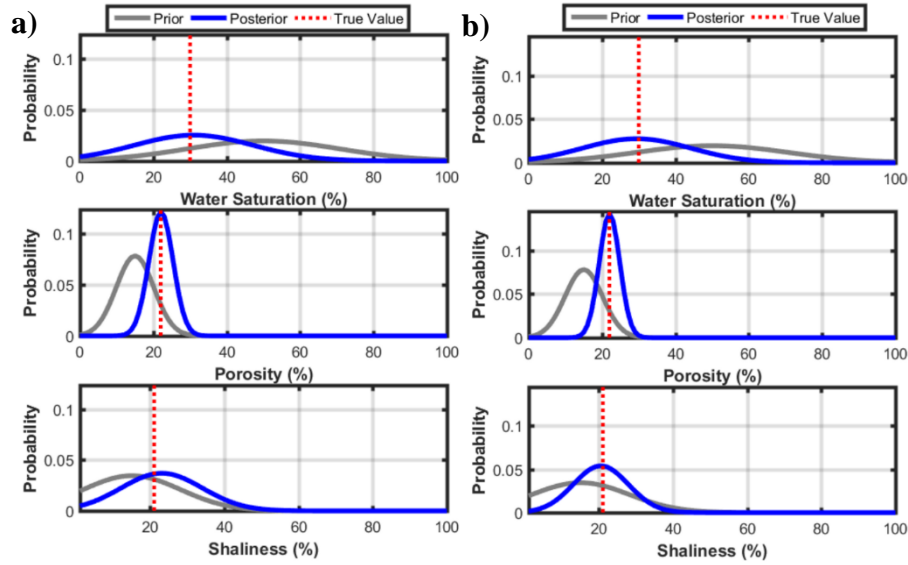 a)
Prior Posterior True Value
Probability
0.1
0.05
0
0 20 40 60 80 100
Water Saturation (%)
Probability
0.1
0.05
0
0 20 40 60 80 100
Porosity (%)
Probability
0.1
0.05
0
0 20 40 60 80 100
Shaliness (%)
b)
Prior Posterior True Value
Probability
0.1
0.05
0
0 20 40 60 80 100
Water Saturation (%)
Probability
0.1
0.05
0
0 20 40 60 80 100
Porosity (%)
Probability
0.1
0.05
0
0 20 40 60 80 100
Shaliness (%)